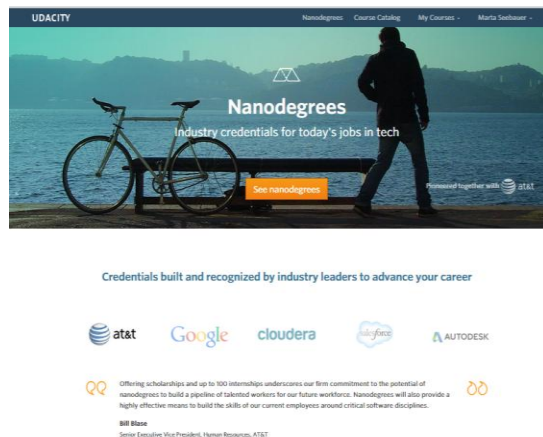 UDACITY
Nanodegrees Course Catalog My Courses Marta Seebauer
Nanodegrees
Industry credentials for today's jobs in tech
See nanodegrees
Pioneered together with at&t
Credentials built and recognized by industry leaders to advance your career
at&t Google cloudera salesforce AUTODESK
Offering scholarships and up to 100 internships underscores our firm commitment to the potential of
nanodegrees to build a pipeline of talented workers for our future workforce. Nanodegrees will also provide a
highly effective means to build the skills of our current employees around critical software disciplines.
Bill Blase
Senior Executive Vice President, Human Resources, AT&T